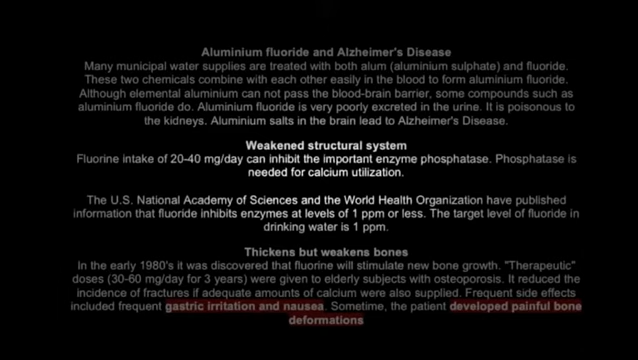 Aluminium fluoride and Alzheimer's Disease
Many municipal water supplies are treated with both alum (aluminium sulphate) and fluoride.
These two chemicals combine with each other easily in the blood to form aluminium fluoride.
Although elemental aluminium can not pass the blood-brain barrier, some compounds such as
aluminium fluoride do. Aluminium fluoride is very poorly excreted in the urine. It is poisonous to
the kidneys. Aluminium salts in the brain lead to Alzheimer's Disease.
Weakened structural system
Fluorine intake of 20-40 mg/day can inhibit the important enzyme phosphatase. Phosphatase is
needed for calcium utilization.
The U.S. National Academy of Sciences and the World Health Organization have published
information that fluoride inhibits enzymes at levels of 1 ppm or less. The target level of fluoride in
drinking water is 1 ppm.
Thickens but weakens bones
In the early 1980's it was discovered that fluorine will stimulate new bone growth. "Therapeutic"
doses (30-60 mg/day for 3 years) were given to elderly subjects with osteoporosis. It reduced the
incidence of fractures if adequate amounts of calcium were also supplied. Frequent side effects
included frequent gastric irritation and nausea. Sometime, the patient developed painful bone
deformations